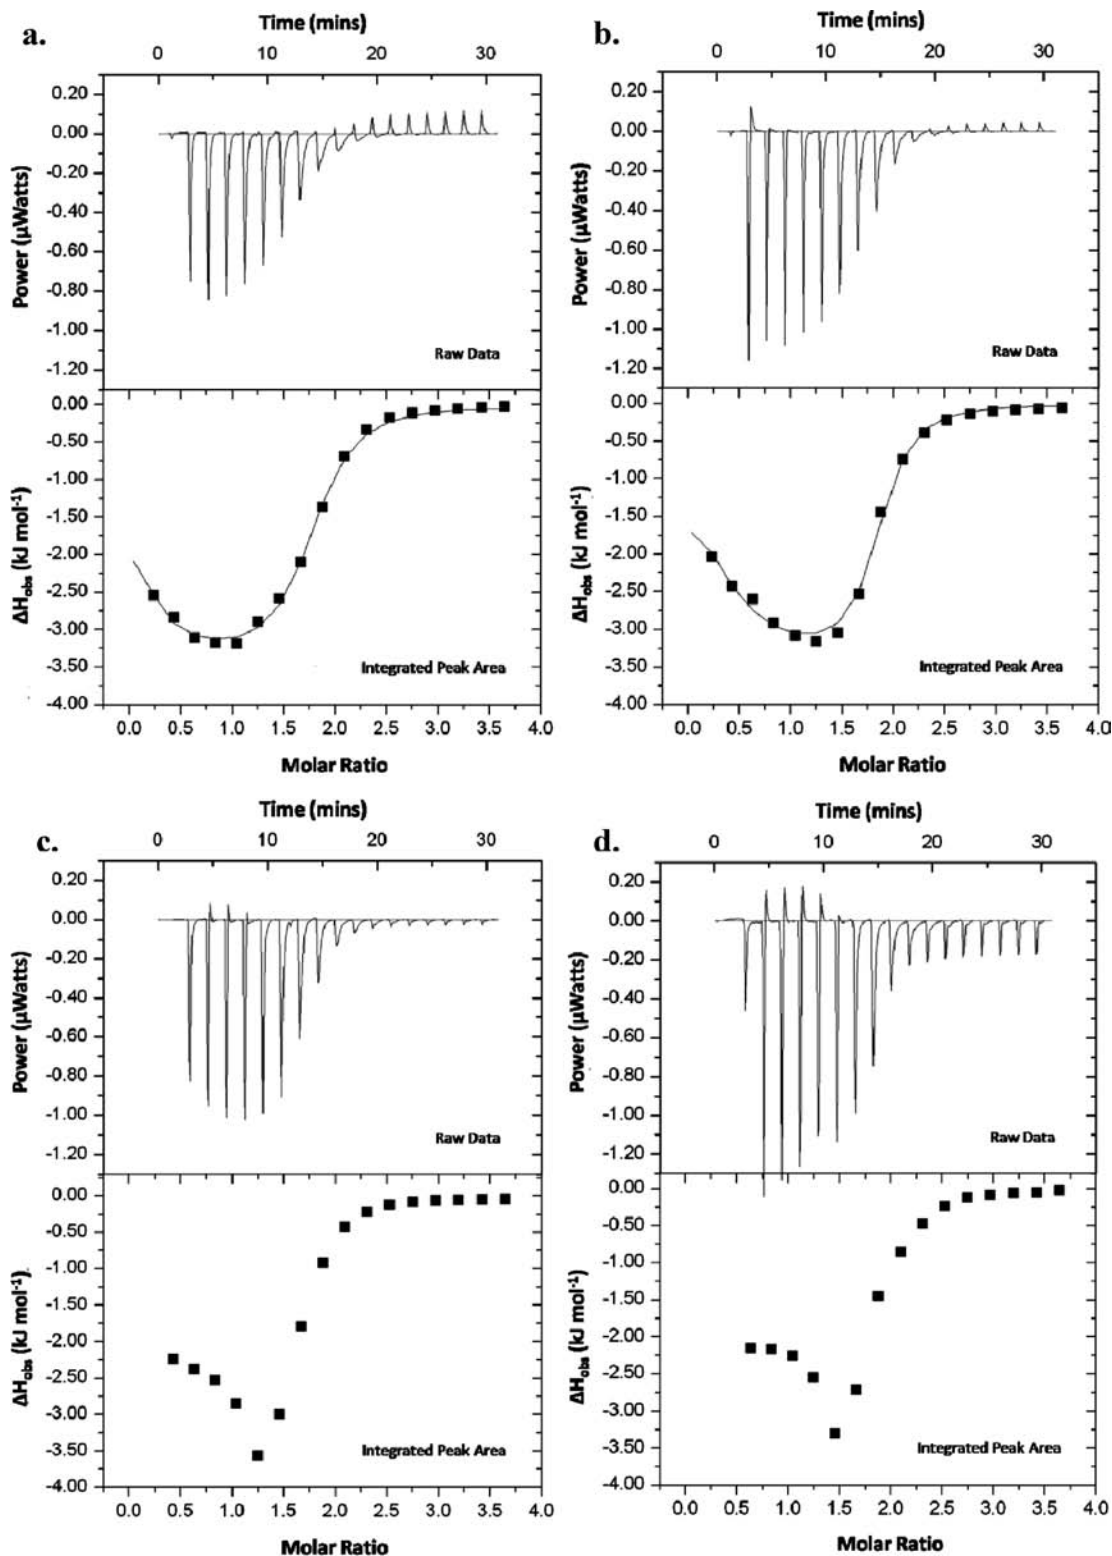 a.
Time (mins)
0 10 20 30
0.20
0.00
-0.20
-0.40
-0.60
-0.80
-1.00
-1.20
Power (µWatts)
Raw Data
0.00
-0.50
-1.00
-1.50
-2.00
-2.50
-3.00
-3.50
-4.00
ΔHobs (kJ mol-1)
Integrated Peak Area
0.0 0.5 1.0 1.5 2.0 2.5 3.0 3.5 4.0
Molar Ratio
b.
Time (mins)
0 10 20 30
0.20
0.00
-0.20
-0.40
-0.60
-0.80
-1.00
-1.20
Power (µWatts)
Raw Data
0.00
-0.50
-1.00
-1.50
-2.00
-2.50
-3.00
-3.50
-4.00
ΔHobs (kJ mol-1)
Integrated Peak Area
0.0 0.5 1.0 1.5 2.0 2.5 3.0 3.5 4.0
Molar Ratio
c.
Time (mins)
0 10 20 30
0.20
0.00
-0.20
-0.40
-0.60
-0.80
-1.00
-1.20
Power (µWatts)
Raw Data
0.00
-0.50
-1.00
-1.50
-2.00
-2.50
-3.00
-3.50
-4.00
ΔHobs (kJ mol-1)
Integrated Peak Area
0.0 0.5 1.0 1.5 2.0 2.5 3.0 3.5 4.0
Molar Ratio
d.
Time (mins)
0 10 20 30
0.20
0.00
-0.20
-0.40
-0.60
-0.80
-1.00
-1.20
Power (µWatts)
Raw Data
0.00
-0.50
-1.00
-1.50
-2.00
-2.50
-3.00
-3.50
-4.00
ΔHobs (kJ mol-1)
Integrated Peak Area
0.0 0.5 1.0 1.5 2.0 2.5 3.0 3.5 4.0
Molar Ratio